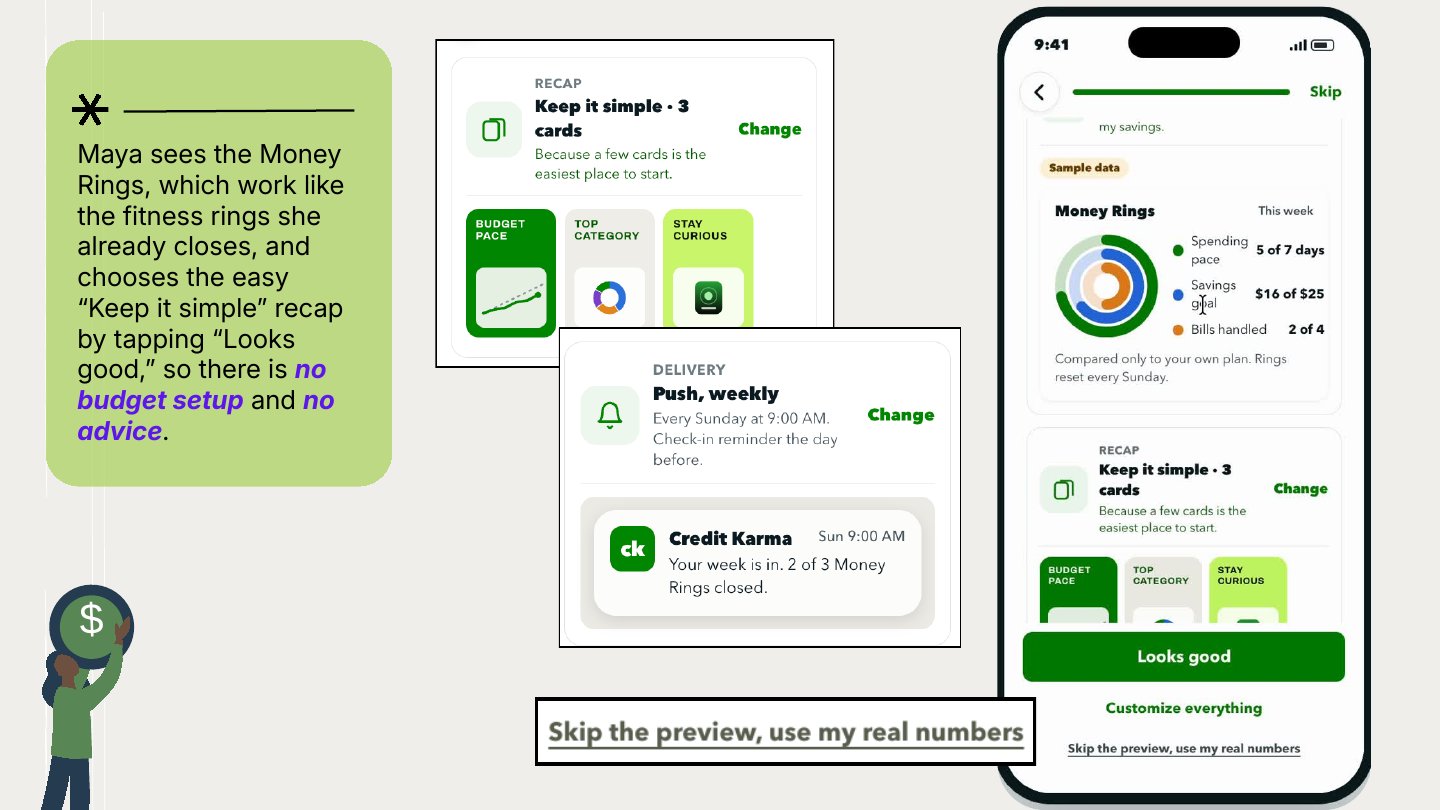 Maya sees the Money
Rings, which work like
the fitness rings she
already closes, and
chooses the easy
“Keep it simple” recap
by tapping “Looks
good,” so there is no
budget setup and no
advice.
$
RECAP
Keep it simple · 3
cards
Change
Because a few cards is the
easiest place to start.
BUDGET
PACE
TOP
CATEGORY
STAY
CURIOUS
DELIVERY
Push, weekly
Every Sunday at 9:00 AM.
Check-in reminder the day
before.
Change
ck
Credit Karma
Sun 9:00 AM
Your week is in. 2 of 3 Money
Rings closed.
Skip the preview, use my real numbers
9:41
Skip
my savings.
Sample data
Money Rings
This week
Spending
pace
5 of 7 days
Savings
goal
$16 of $25
Bills handled
2 of 4
Compared only to your own plan. Rings
reset every Sunday.
RECAP
Keep it simple · 3
cards
Change
Because a few cards is the
easiest place to start.
BUDGET
PACE
TOP
CATEGORY
STAY
CURIOUS
Looks good
Customize everything
Skip the preview, use my real numbers